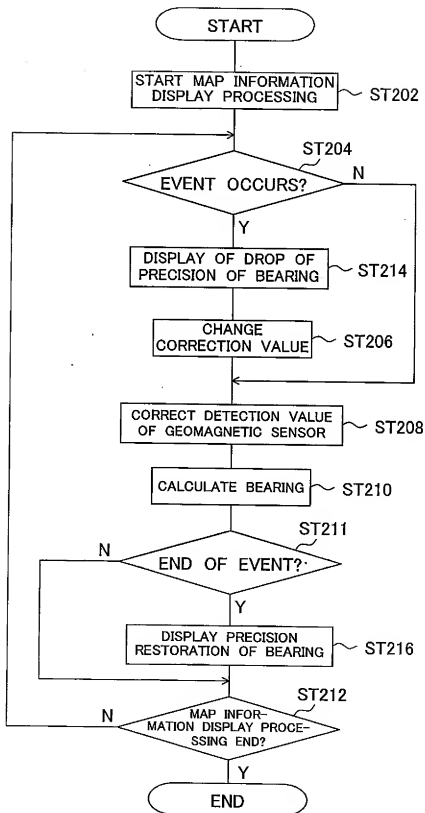 START
START MAP INFORMATION
DISPLAY PROCESSING
ST202
ST204
EVENT OCCURS?
N
Y
DISPLAY OF DROP OF
PRECISION OF BEARING
ST214
CHANGE
CORRECTION VALUE
ST206
CORRECT DETECTION VALUE
OF GEOMAGNETIC SENSOR
ST208
CALCULATE BEARING
ST210
ST211
N
END OF EVENT?
Y
DISPLAY PRECISION
RESTORATION OF BEARING
ST216
ST212
N
MAP INFOR-
MATION DISPLAY PROCE-
SSING END?
Y
END